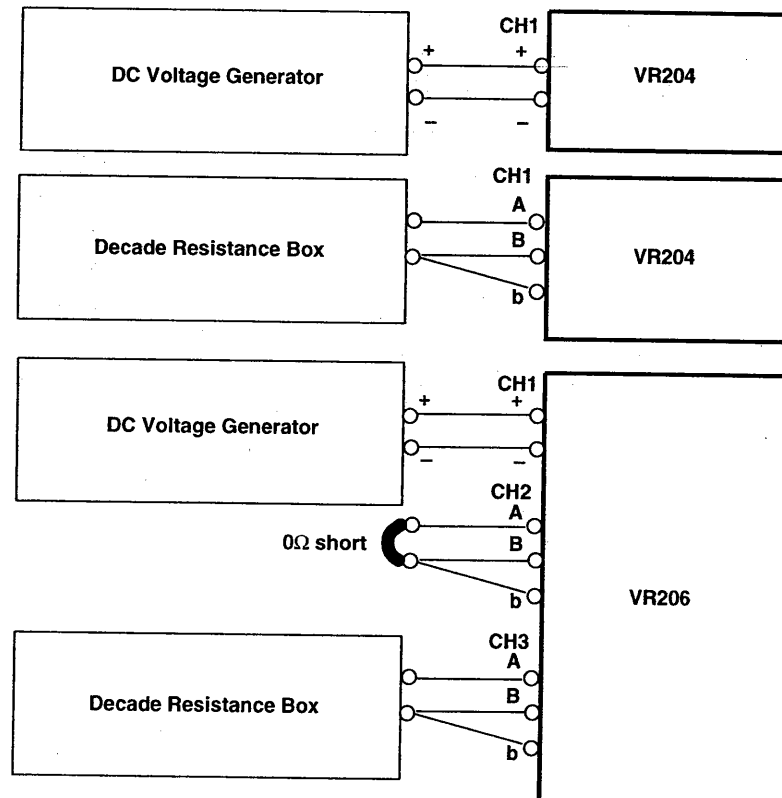 CH1
+ +
DC Voltage Generator VR204
– –
CH1
A
B
Decade Resistance Box VR204
b
CH1
+ +
DC Voltage Generator
– –
CH2
A
0Ω short B
b VR206
CH3
A
B
Decade Resistance Box
b